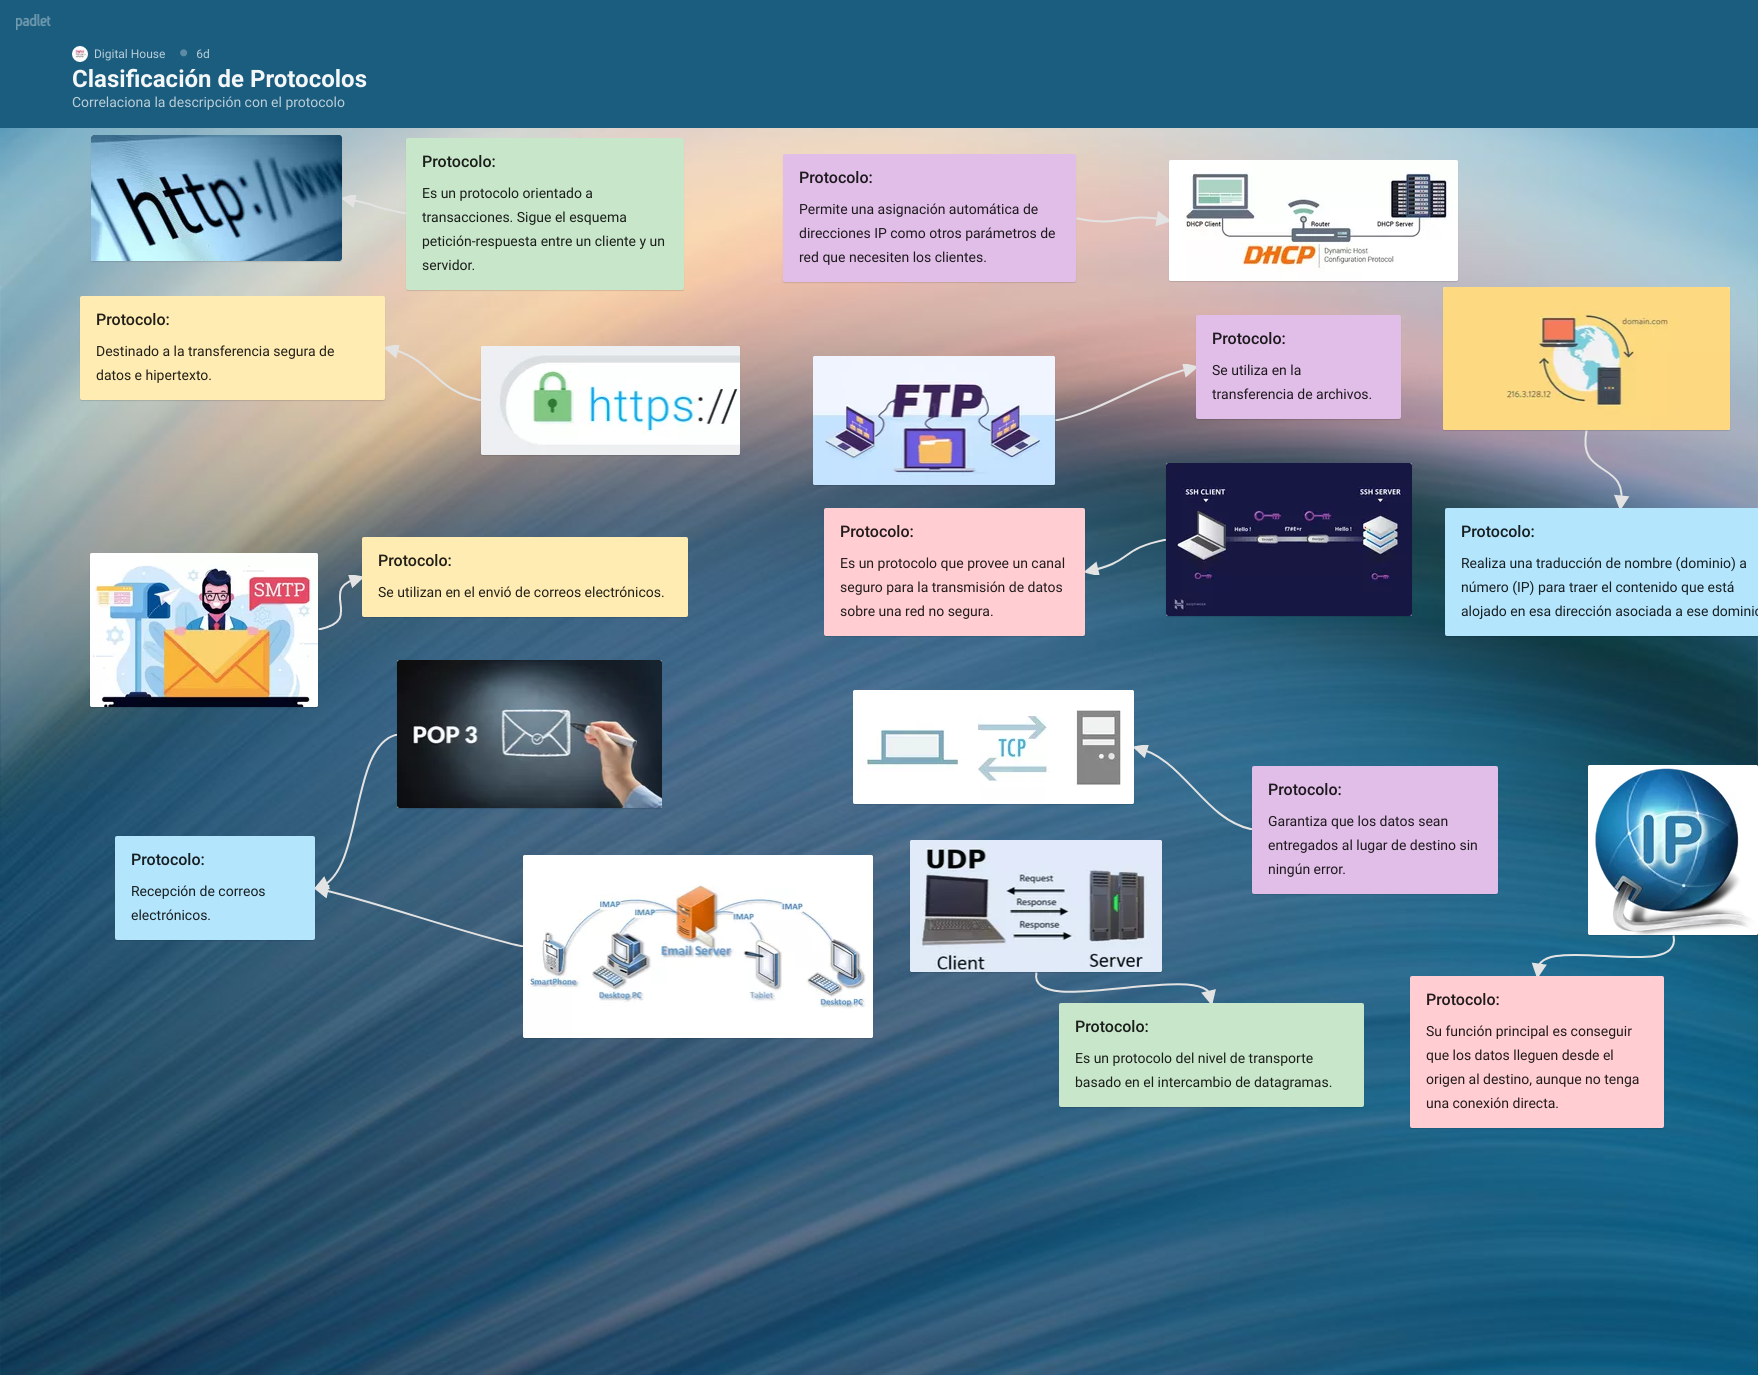 padlet
Digital House
6d
Clasificación de Protocolos
Correlaciona la descripción con el protocolo
http://www
Protocolo:
Es un protocolo orientado a
transacciones. Sigue el esquema
petición-respuesta entre un cliente y un
servidor.
Protocolo:
Permite una asignación automática de
direcciones IP como otros parámetros de
red que necesiten los clientes.
DHCP Client
Router
DHCP Server
DHCP
Dynamic Host
Configuration Protocol
Protocolo:
Destinado a la transferencia segura de
datos e hipertexto.
https://
FTP
Protocolo:
Se utiliza en la
transferencia de archivos.
domain.com
216.3.128.12
SSH CLIENT
SSH SERVER
Hello !
f7#E+r
Hello !
Protocolo:
Es un protocolo que provee un canal
seguro para la transmisión de datos
sobre una red no segura.
Protocolo:
Realiza una traducción de nombre (dominio) a
número (IP) para traer el contenido que está
alojado en esa dirección asociada a ese dominio
SMTP
Protocolo:
Se utilizan en el envió de correos electrónicos.
POP 3
TCP
Protocolo:
Garantiza que los datos sean
entregados al lugar de destino sin
ningún error.
IP
Protocolo:
Recepción de correos
electrónicos.
IMAP
IMAP
IMAP
IMAP
Email Server
SmartPhone
Desktop PC
Tablet
Desktop PC
UDP
Request
Response
Response
Client
Server
Protocolo:
Es un protocolo del nivel de transporte
basado en el intercambio de datagramas.
Protocolo:
Su función principal es conseguir
que los datos lleguen desde el
origen al destino, aunque no tenga
una conexión directa.